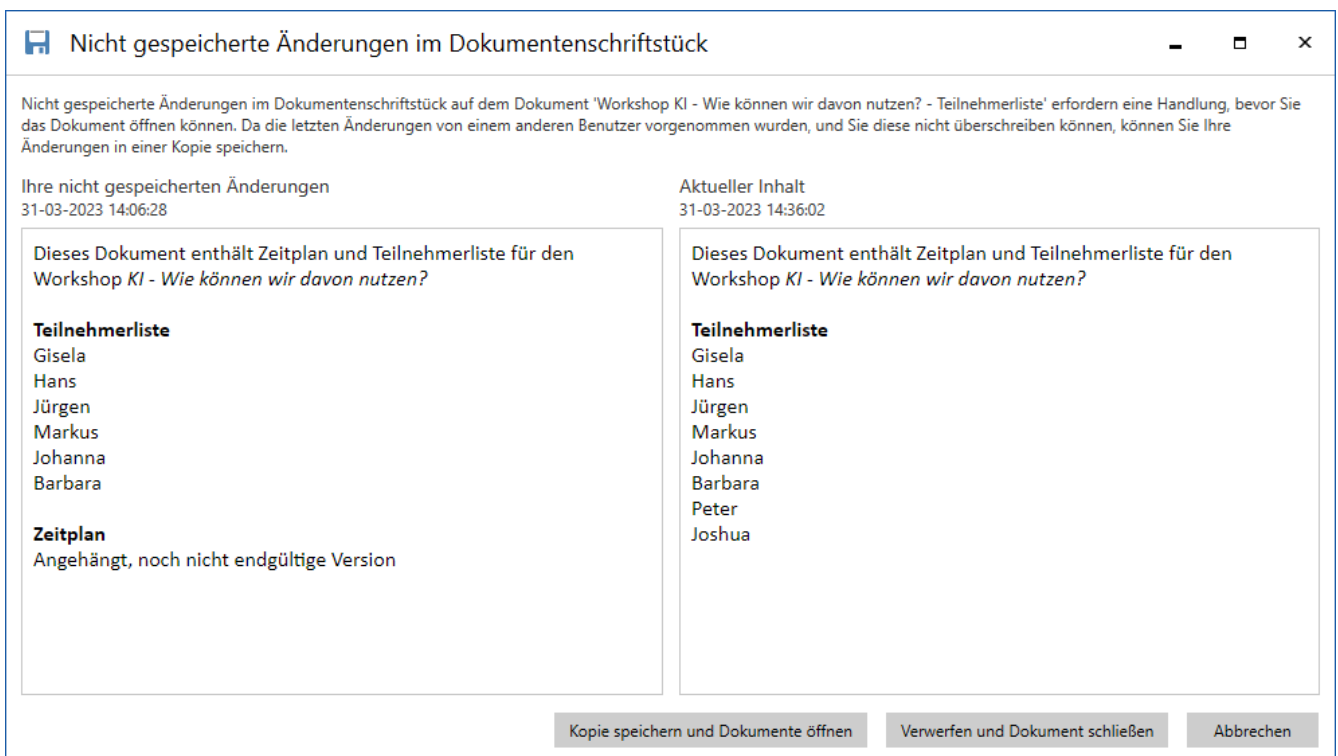 Nicht gespeicherte Änderungen im Dokumentenschriftstück
Nicht gespeicherte Änderungen im Dokumentenschriftstück auf dem Dokument 'Workshop KI - Wie können wir davon nutzen? - Teilnehmerliste' erfordern eine Handlung, bevor Sie
das Dokument öffnen können. Da die letzten Änderungen von einem anderen Benutzer vorgenommen wurden, und Sie diese nicht überschreiben können, können Sie Ihre
Änderungen in einer Kopie speichern.
Ihre nicht gespeicherten Änderungen
31-03-2023 14:06:28
Dieses Dokument enthält Zeitplan und Teilnehmerliste für den
Workshop KI - Wie können wir davon nutzen?
Teilnehmerliste
Gisela
Hans
Jürgen
Markus
Johanna
Barbara
Zeitplan
Angehängt, noch nicht endgültige Version
Aktueller Inhalt
31-03-2023 14:36:02
Dieses Dokument enthält Zeitplan und Teilnehmerliste für den
Workshop KI - Wie können wir davon nutzen?
Teilnehmerliste
Gisela
Hans
Jürgen
Markus
Johanna
Barbara
Peter
Joshua
Kopie speichern und Dokumente öffnen
Verwerfen und Dokument schließen
Abbrechen